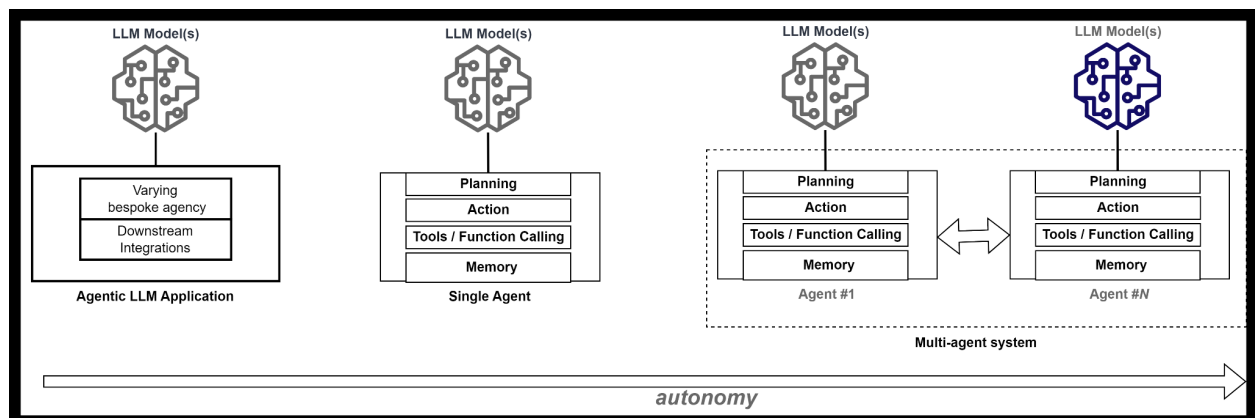 LLM Model(s)
Varying
bespoke agency
Downstream
Integrations
Agentic LLM Application
LLM Model(s)
Planning
Action
Tools / Function Calling
Memory
Single Agent
LLM Model(s)
Planning
Action
Tools / Function Calling
Memory
Agent #1
LLM Model(s)
Planning
Action
Tools / Function Calling
Memory
Agent #N
Multi-agent system
autonomy